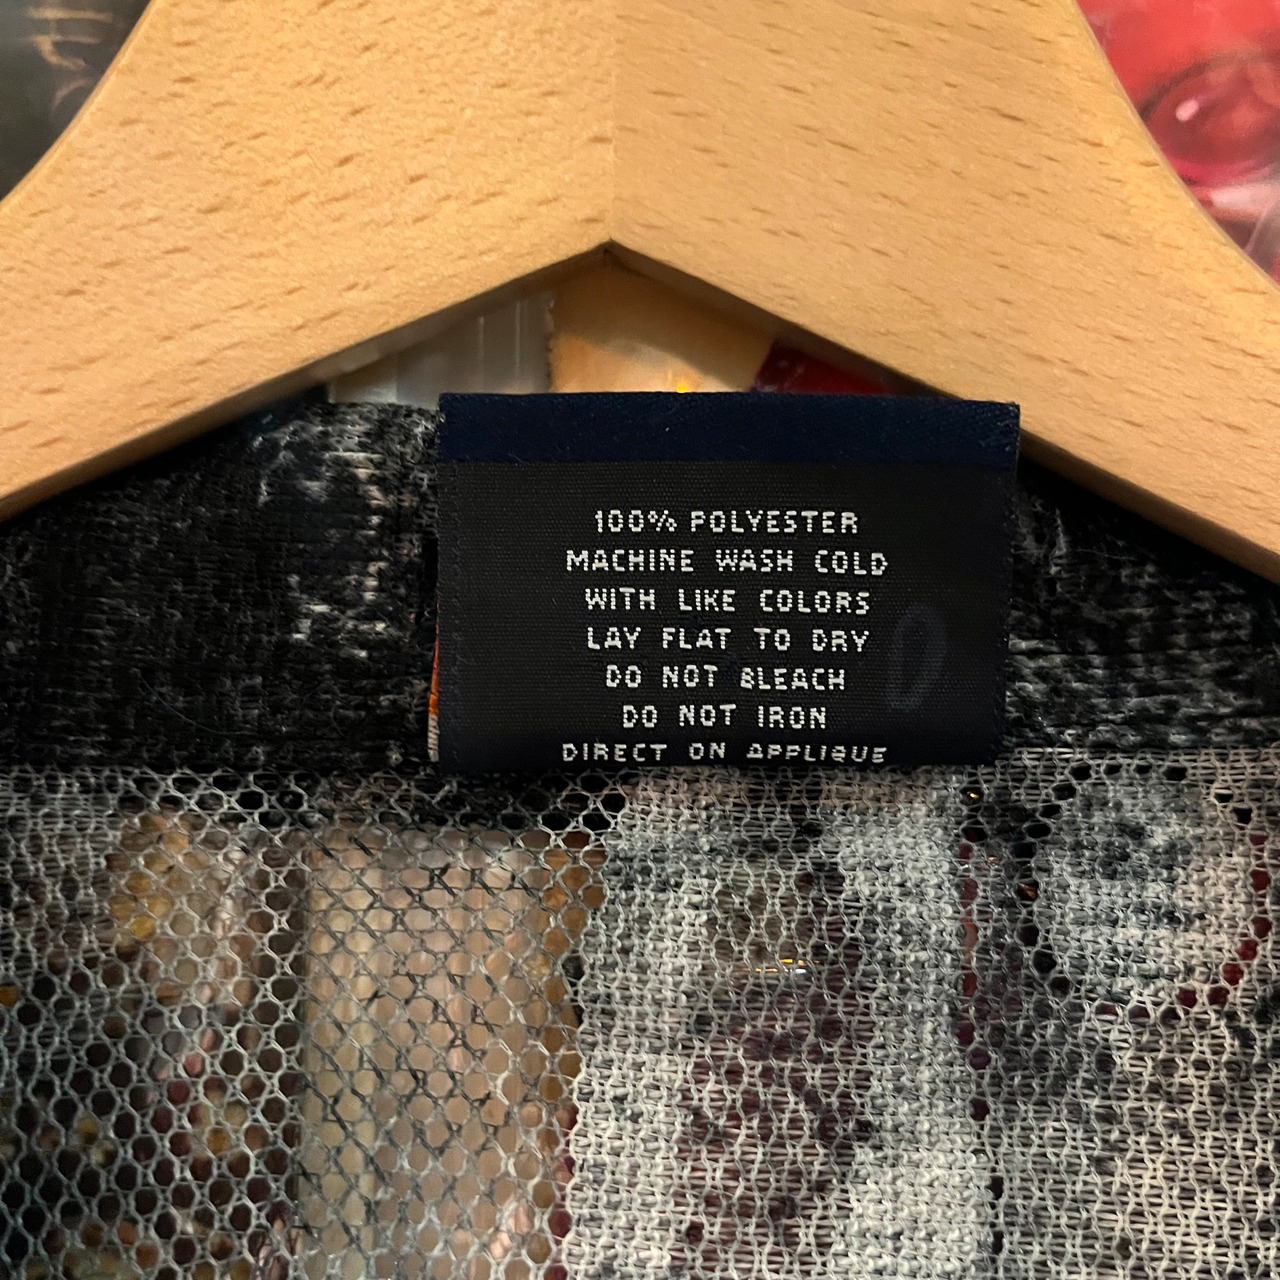 100% POLYESTER
MACHINE WASH COLD
WITH LIKE COLORS
LAY FLAT TO DRY
DO NOT BLEACH
DO NOT IRON
DIRECT ON APPLIQUE